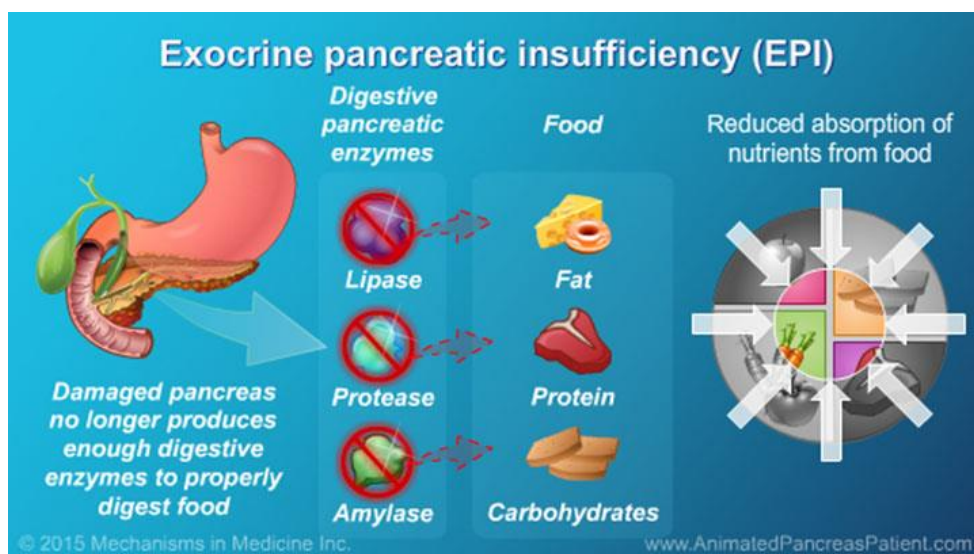 Exocrine pancreatic insufficiency (EPI)
Digestive
pancreatic
enzymes
Food
Reduced absorption of
nutrients from food
Lipase
Fat
Protease
Protein
Amylase
Carbohydrates
Damaged pancreas
no longer produces
enough digestive
enzymes to properly
digest food
© 2015 Mechanisms in Medicine Inc.
www.AnimatedPancreasPatient.com